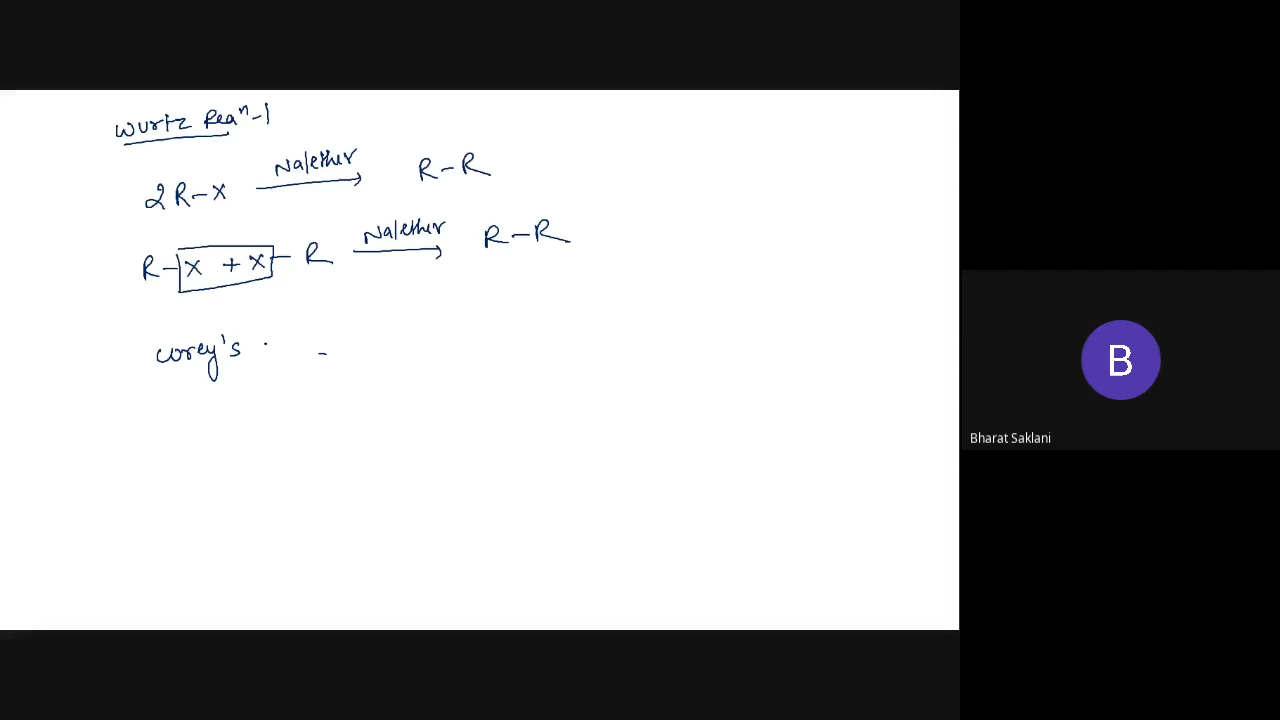 Wurtz Reaⁿ-1
2R-X Na/ether → R-R
R-X + X-R Na/ether → R-R
corey's
B
Bharat Saklani